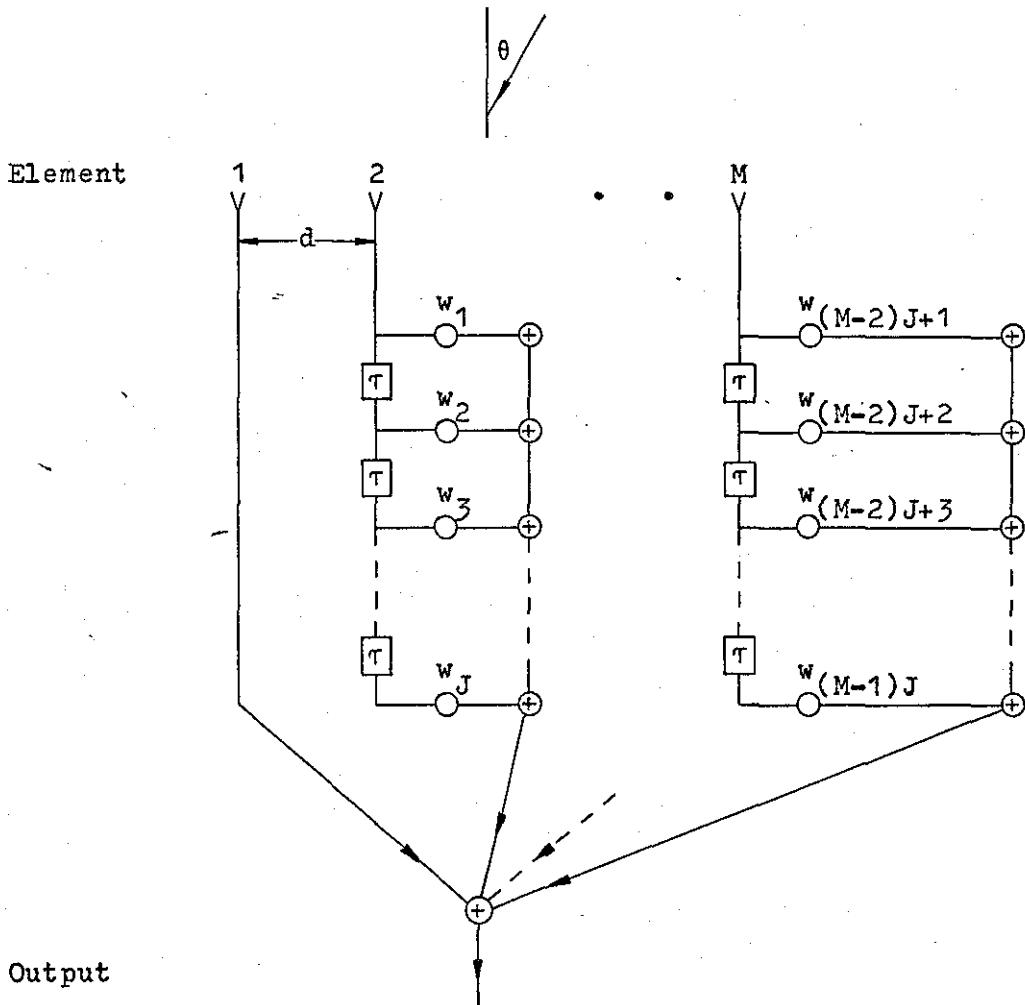 θ
Element 1 2 M
d
w1 w(M-2)J+1
τ τ
w2 w(M-2)J+2
τ τ
w3 w(M-2)J+3
τ τ
wJ w(M-1)J
Output